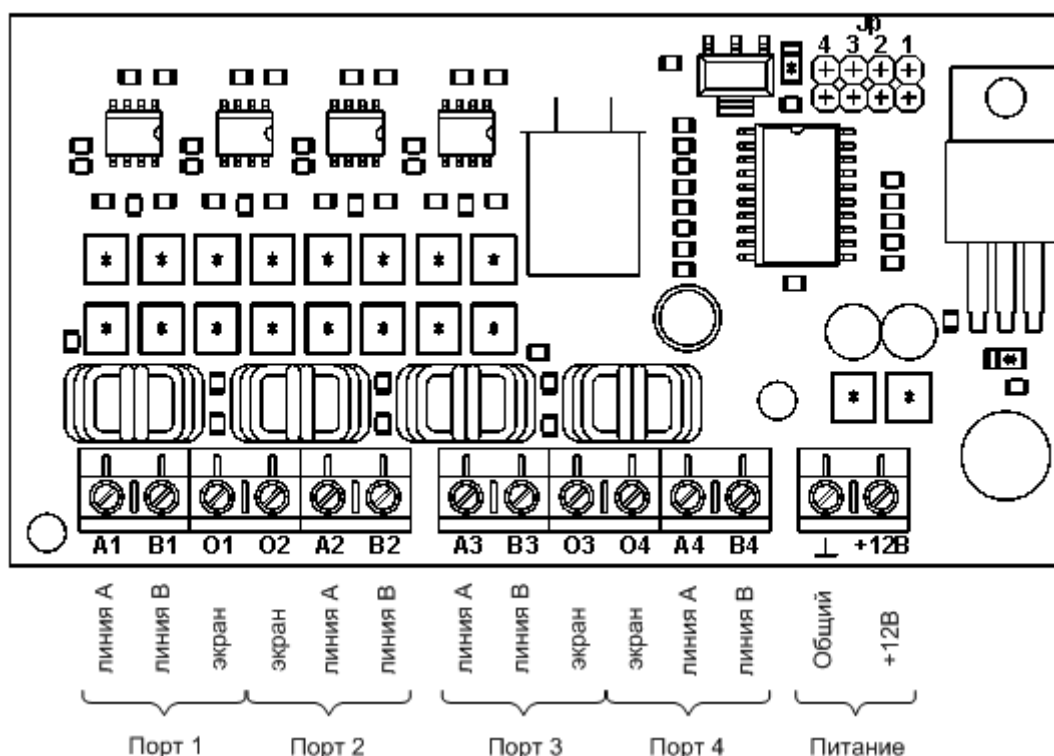 Jp
4 3 2 1
A1 B1 O1 O2 A2 B2 A3 B3 O3 O4 A4 B4 ⊥ +12В
линия А линия В экран экран линия А линия В линия А линия В экран экран линия А линия В Общий +12В
Порт 1 Порт 2 Порт 3 Порт 4 Питание